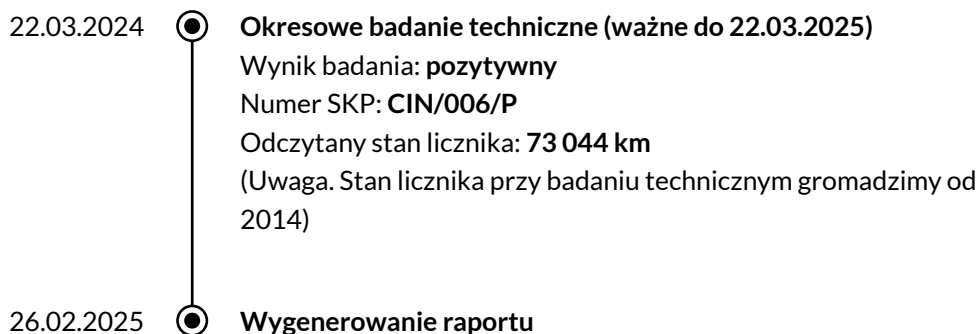 22.03.2024 Okresowe badanie techniczne (ważne do 22.03.2025)
Wynik badania: pozytywny
Numer SKP: CIN/006/P
Odczytany stan licznika: 73 044 km
(Uwaga. Stan licznika przy badaniu technicznym gromadzimy od
2014)
26.02.2025 Wygenerowanie raportu